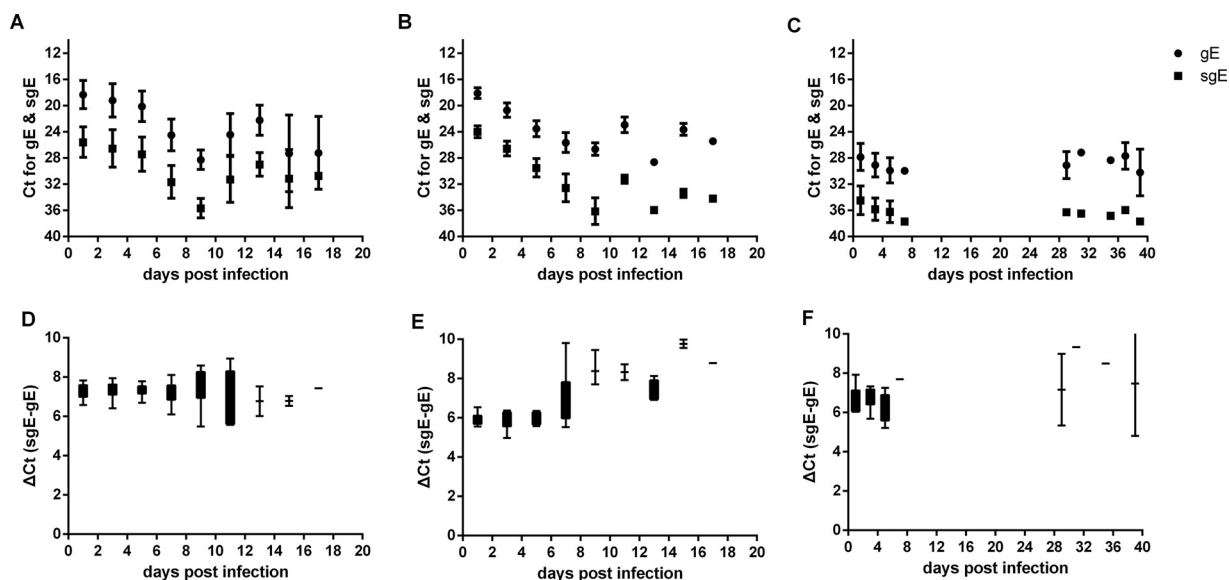 A
Ct for gE & sgE
12
16
20
24
28
32
36
40
0 2 4 6 8 10 12 14 16 18 20
days post infection
B
Ct for gE & sgE
12
16
20
24
28
32
36
40
0 2 4 6 8 10 12 14 16 18 20
days post infection
C
Ct for gE & sgE
12
16
20
24
28
32
36
40
0 4 8 12 16 20 24 28 32 36 40
days post infection
gE
sgE
D
ΔCt (sgE-gE)
10
8
6
4
2
0
0 2 4 6 8 10 12 14 16 18 20
days post infection
E
ΔCt (sgE-gE)
10
8
6
4
2
0
0 2 4 6 8 10 12 14 16 18 20
days post infection
F
ΔCt (sgE-gE)
10
8
6
4
2
0
0 4 8 12 16 20 24 28 32 36 40
days post infection